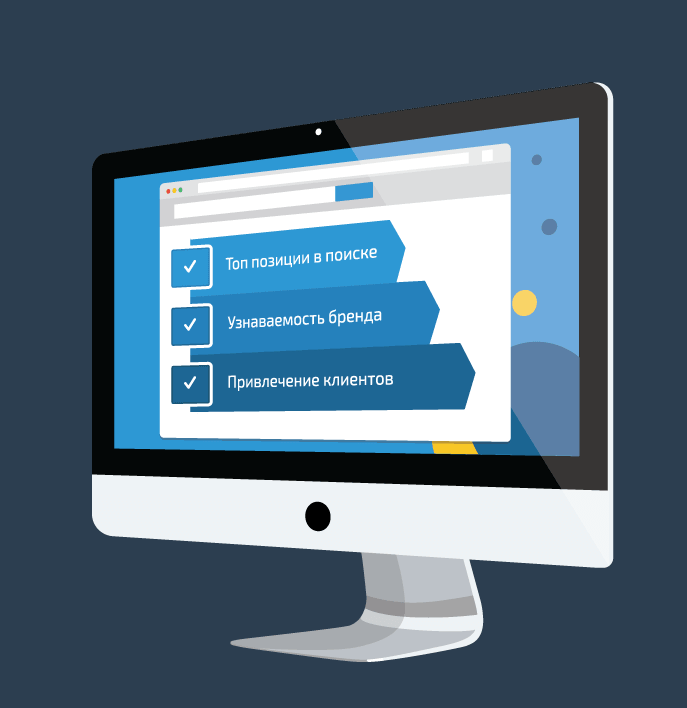 Топ позиции в поиске
Узнаваемость бренда
Привлечение клиентов